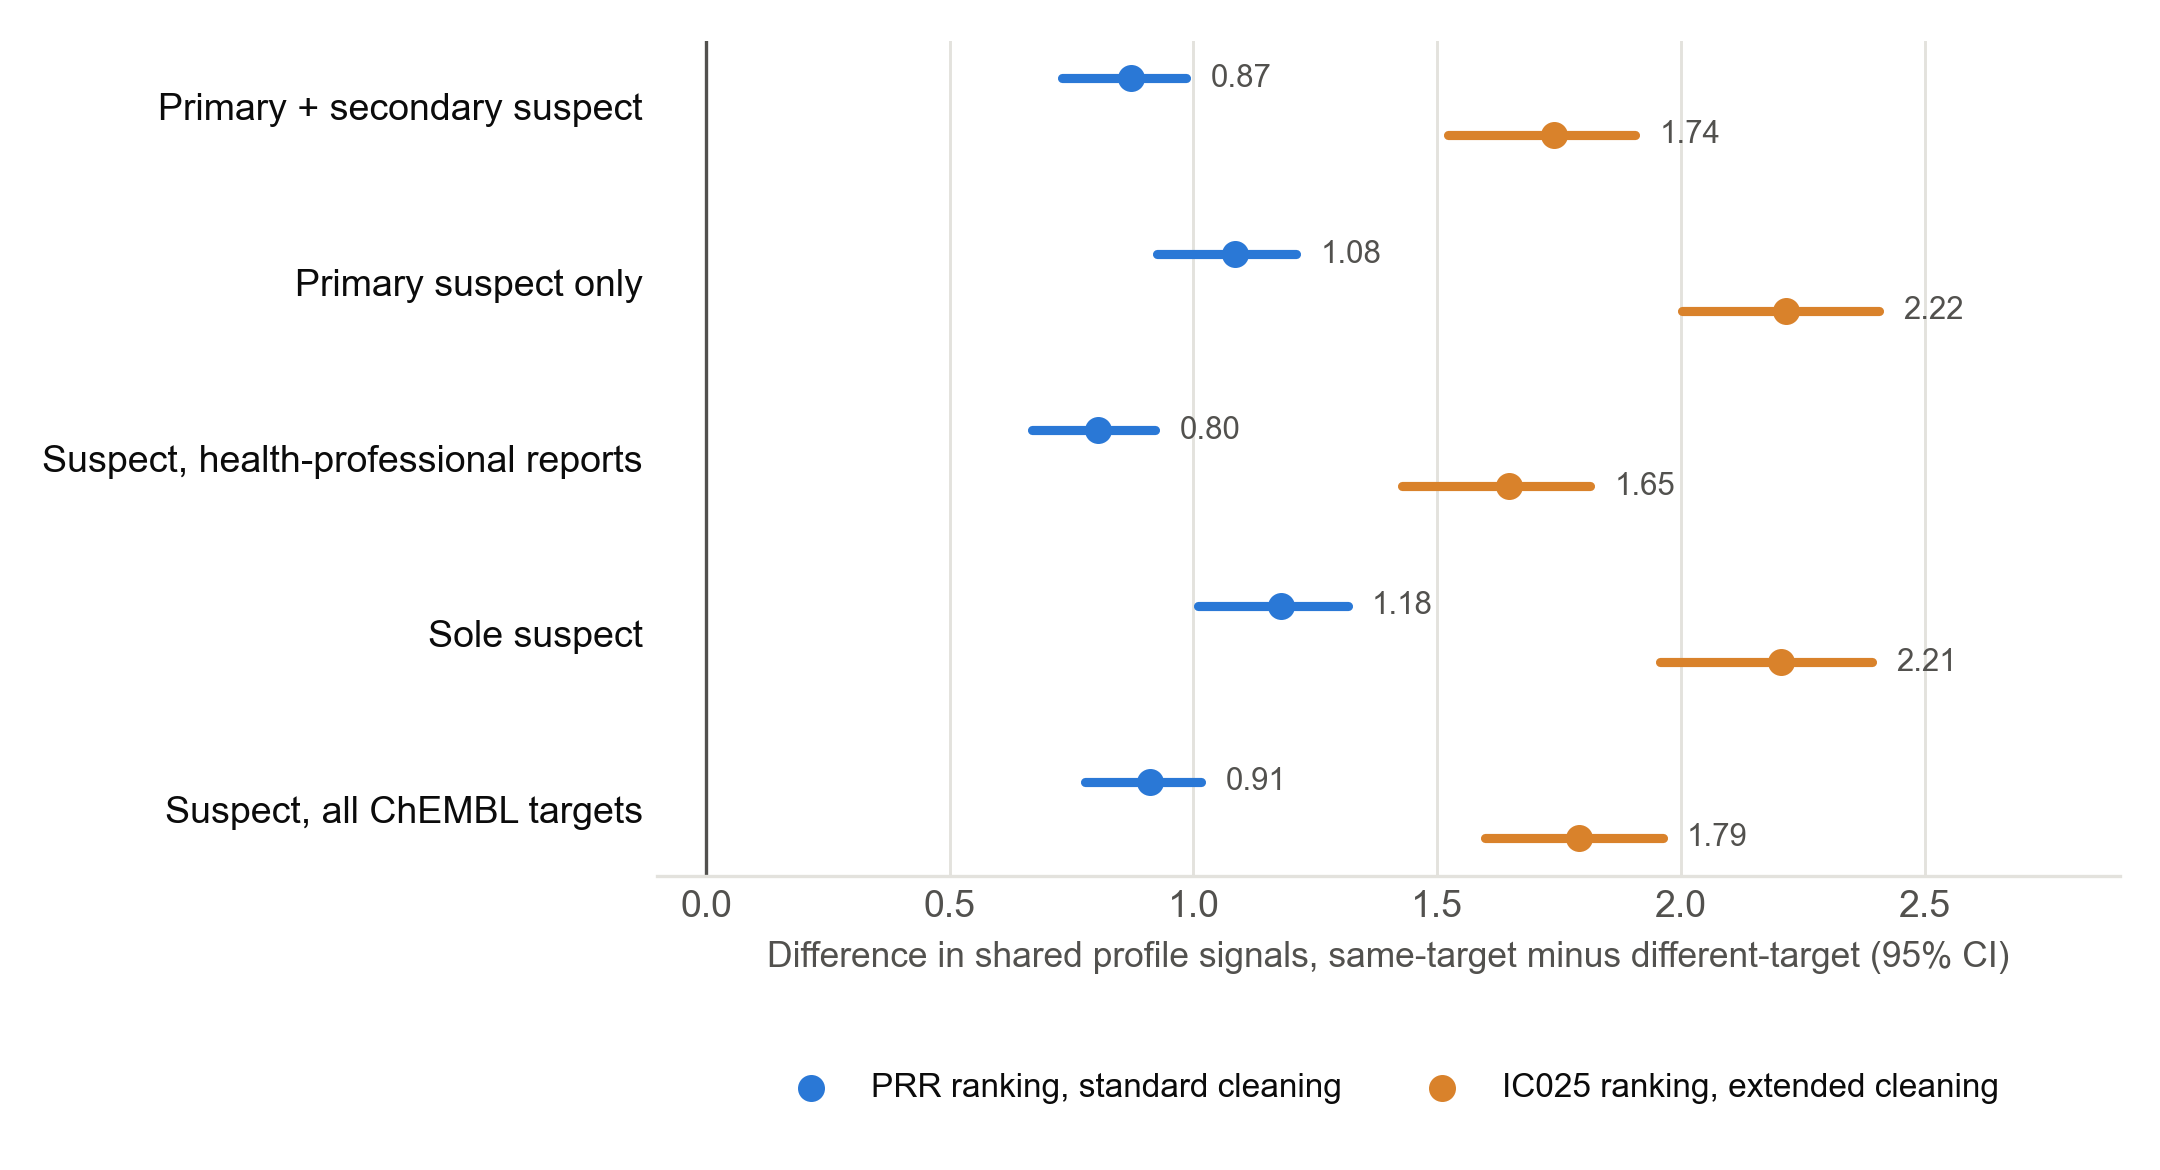 0.87
Primary + secondary suspect
1.74
1.08
Primary suspect only
2.22
0.80
Suspect, health-professional reports
1.65
1.18
Sole suspect
2.21
0.91
Suspect, all ChEMBL targets
1.79
0.0 0.5 1.0 1.5 2.0 2.5
Difference in shared profile signals, same-target minus different-target (95% CI)
PRR ranking, standard cleaning IC025 ranking, extended cleaning